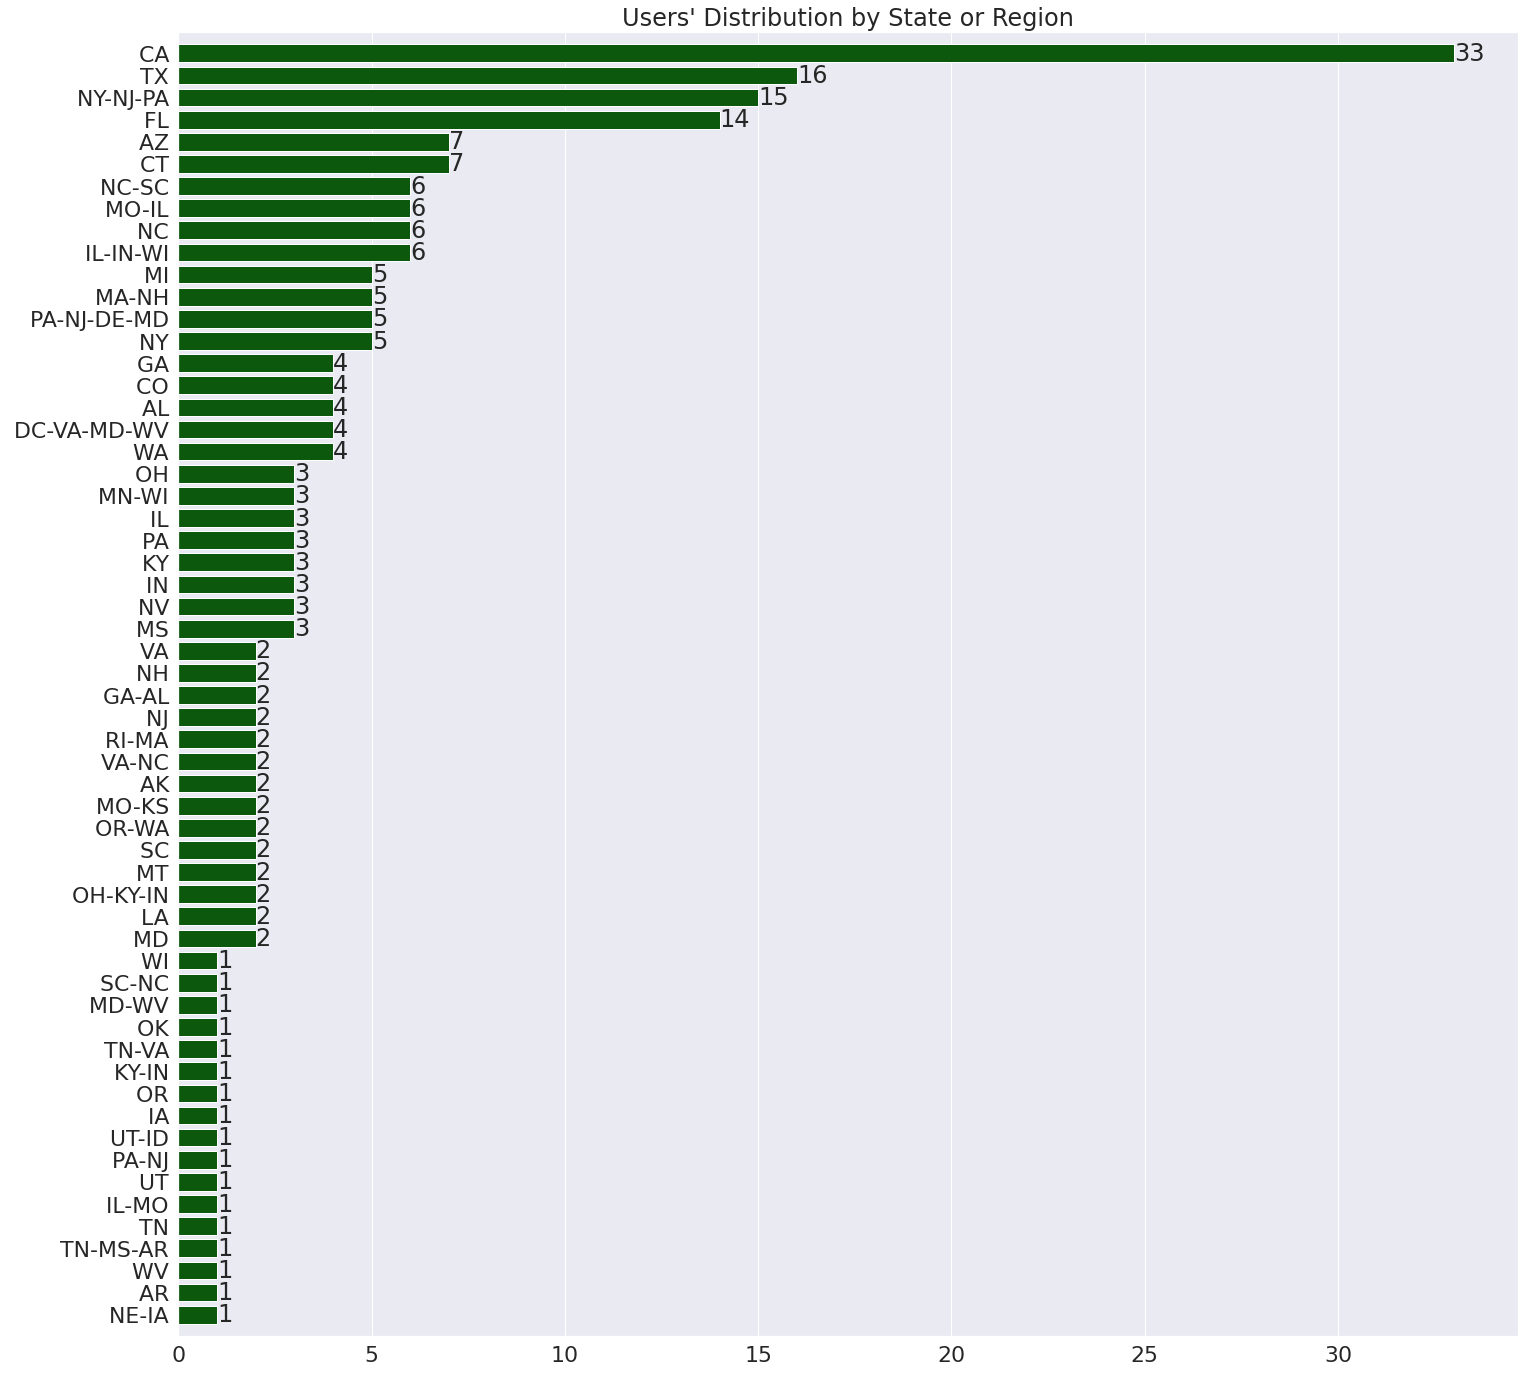 Users' Distribution by State or Region
CA 33
TX 16
NY-NJ-PA 15
FL 14
AZ 7
CT 7
NC-SC 6
MO-IL 6
NC 6
IL-IN-WI 6
MI 5
MA-NH 5
PA-NJ-DE-MD 5
NY 5
GA 4
CO 4
AL 4
DC-VA-MD-WV 4
WA 4
OH 3
MN-WI 3
IL 3
PA 3
KY 3
IN 3
NV 3
MS 3
VA 2
NH 2
GA-AL 2
NJ 2
RI-MA 2
VA-NC 2
AK 2
MO-KS 2
OR-WA 2
SC 2
MT 2
OH-KY-IN 2
LA 2
MD 2
WI 1
SC-NC 1
MD-WV 1
OK 1
TN-VA 1
KY-IN 1
OR 1
IA 1
UT-ID 1
PA-NJ 1
UT 1
IL-MO 1
TN 1
TN-MS-AR 1
WV 1
AR 1
NE-IA 1
0 5 10 15 20 25 30